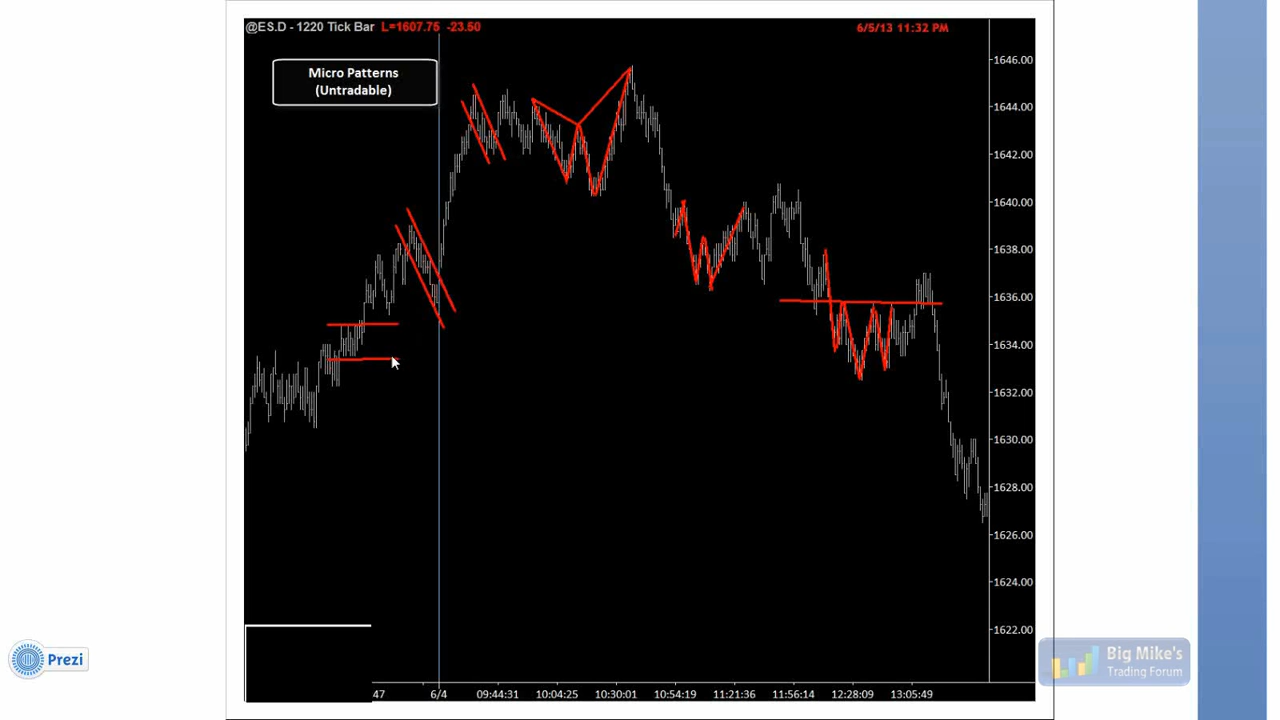 @ES.D - 1220 Tick Bar L=1607.75 -23.50
6/5/13 11:32 PM
Micro Patterns
(Untradable)
1646.00
1644.00
1642.00
1640.00
1638.00
1636.00
1634.00
1632.00
1630.00
1628.00
1626.00
1624.00
1622.00
47 6/4 09:44:31 10:04:25 10:30:01 10:54:19 11:21:36 11:56:14 12:28:09 13:05:49
Prezi
Big Mike's
Trading Forum